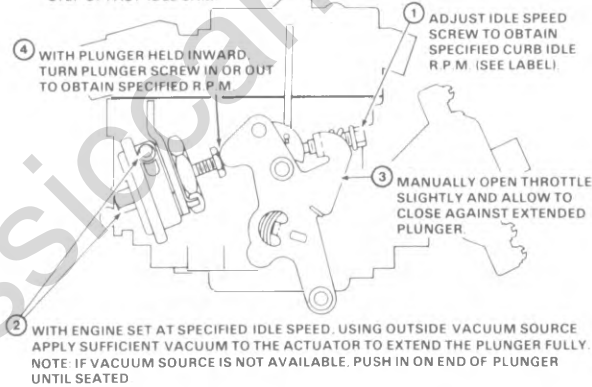 1 ADJUST IDLE SPEED
SCREW TO OBTAIN
SPECIFIED CURB IDLE
R.P.M. (SEE LABEL).
4 WITH PLUNGER HELD INWARD,
TURN PLUNGER SCREW IN OR OUT
TO OBTAIN SPECIFIED R.P.M.
3 MANUALLY OPEN THROTTLE
SLIGHTLY AND ALLOW TO
CLOSE AGAINST EXTENDED
PLUNGER.
2 WITH ENGINE SET AT SPECIFIED IDLE SPEED, USING OUTSIDE VACUUM SOURCE
APPLY SUFFICIENT VACUUM TO THE ACTUATOR TO EXTEND THE PLUNGER FULLY.
NOTE: IF VACUUM SOURCE IS NOT AVAILABLE, PUSH IN ON END OF PLUNGER
UNTIL SEATED